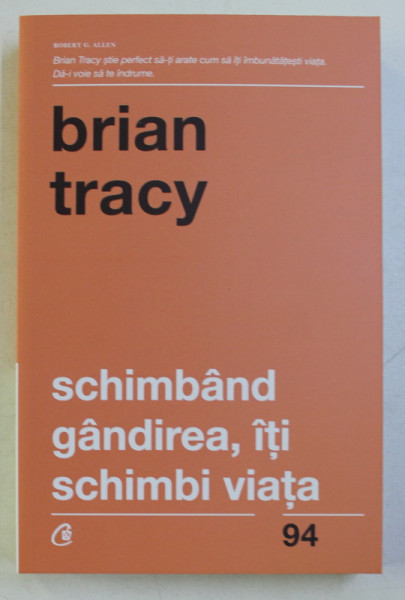 ROBERT G. ALLEN
Brian Tracy știe perfect să-ți arate cum să îți îmbunătățești viața.
Dă-i voie să te îndrume.
brian
tracy
schimbând
gândirea, îți
schimbi viața
94